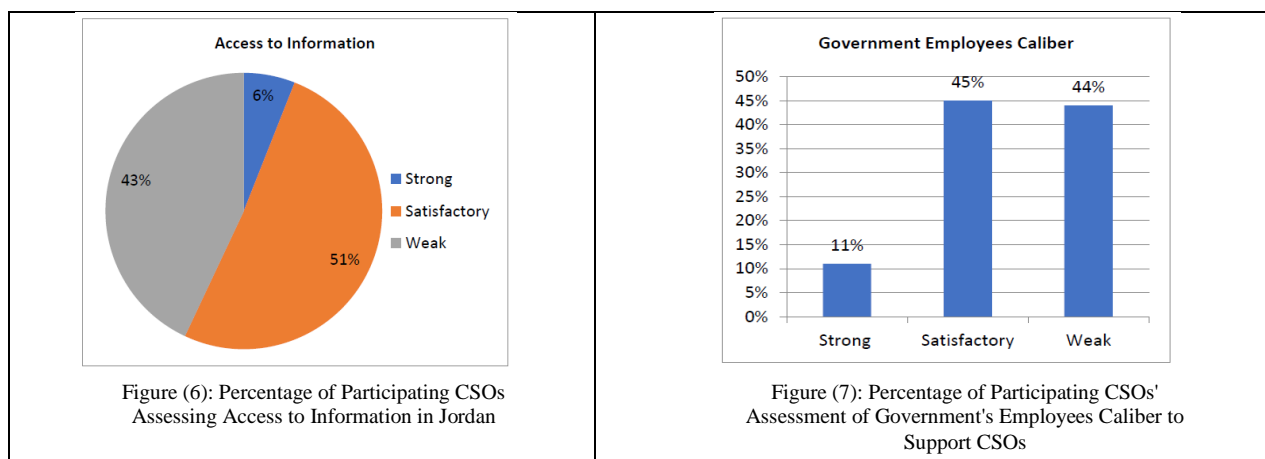 Access to Information
6%
43%
51%
Strong
Satisfactory
Weak
Figure (6): Percentage of Participating CSOs
Assessing Access to Information in Jordan
Government Employees Caliber
50%
45%
40%
35%
30%
25%
20%
15%
10%
5%
0%
11%
45%
44%
Strong
Satisfactory
Weak
Figure (7): Percentage of Participating CSOs'
Assessment of Government's Employees Caliber to
Support CSOs